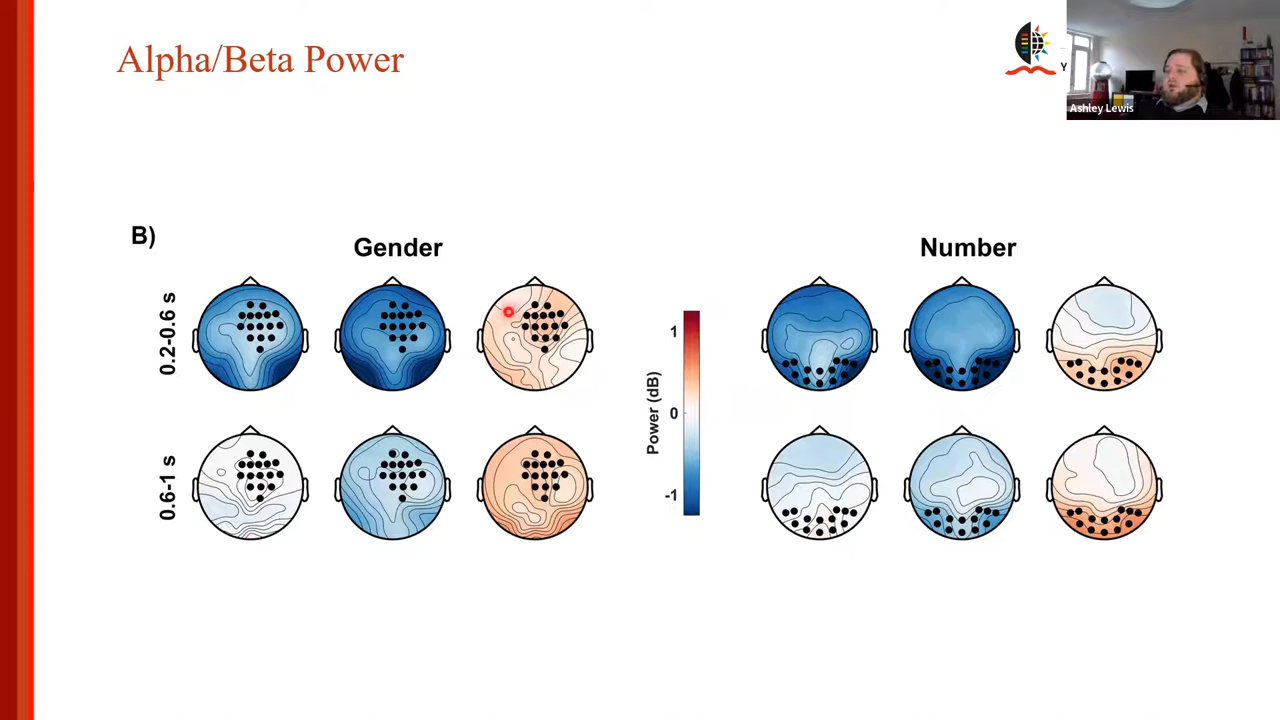 Alpha/Beta Power
Y
Ashley Lewis
B)
Gender
Number
0.2-0.6 s
0.6-1 s
Power (dB)
1
0
-1